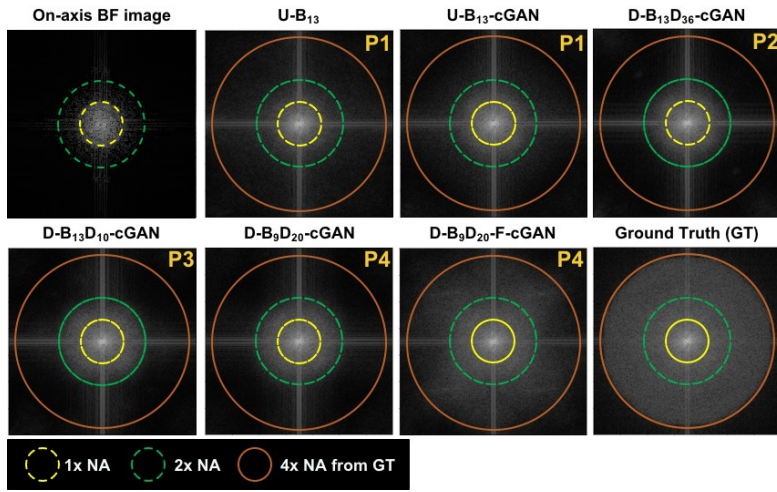 On-axis BF image
U-B₁₃
U-B₁₃-cGAN
D-B₁₃D₃₆-cGAN
P1
P1
P2
D-B₁₃D₁₀-cGAN
D-B₉D₂₀-cGAN
D-B₉D₂₀-F-cGAN
Ground Truth (GT)
P3
P4
P4
1x NA
2x NA
4x NA from GT